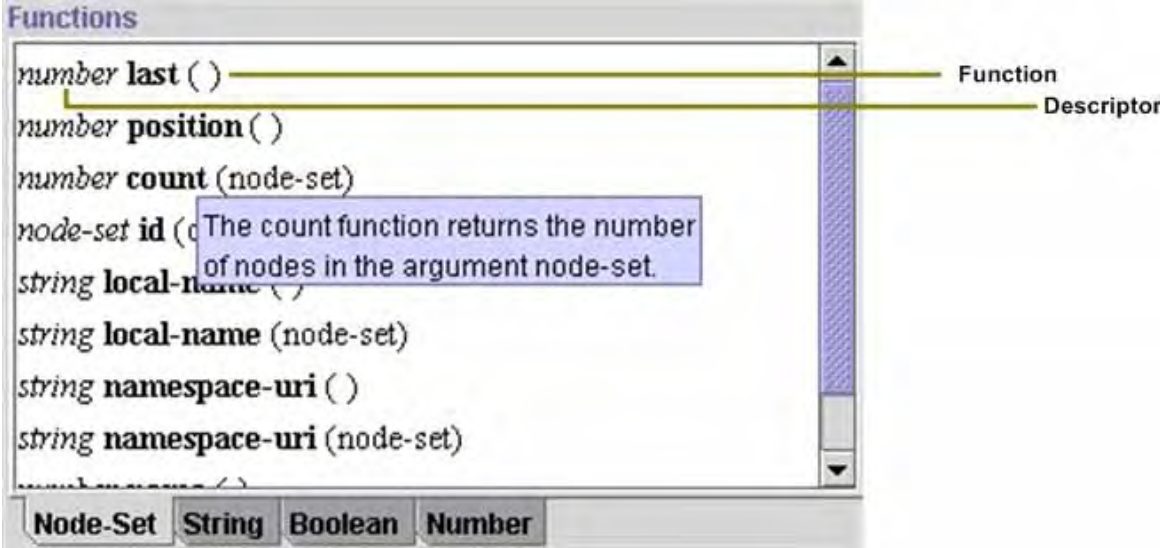 Functions
number last ( )
Function
Descriptor
number position ( )
number count (node-set)
node-set id (
The count function returns the number
of nodes in the argument node-set.
string local-name ( )
string local-name (node-set)
string namespace-uri ( )
string namespace-uri (node-set)
Node-Set String Boolean Number